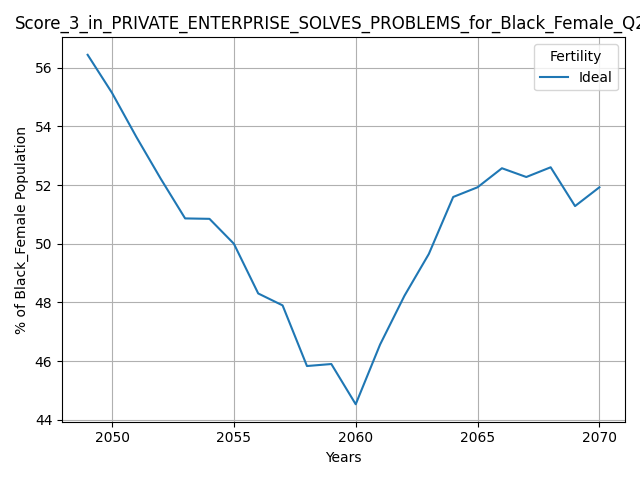 Score_3_in_PRIVATE_ENTERPRISE_SOLVES_PROBLEMS_for_Black_Female_Q2
Fertility
Ideal
56
54
52
50
48
46
44
% of Black_Female Population
2050 2055 2060 2065 2070
Years